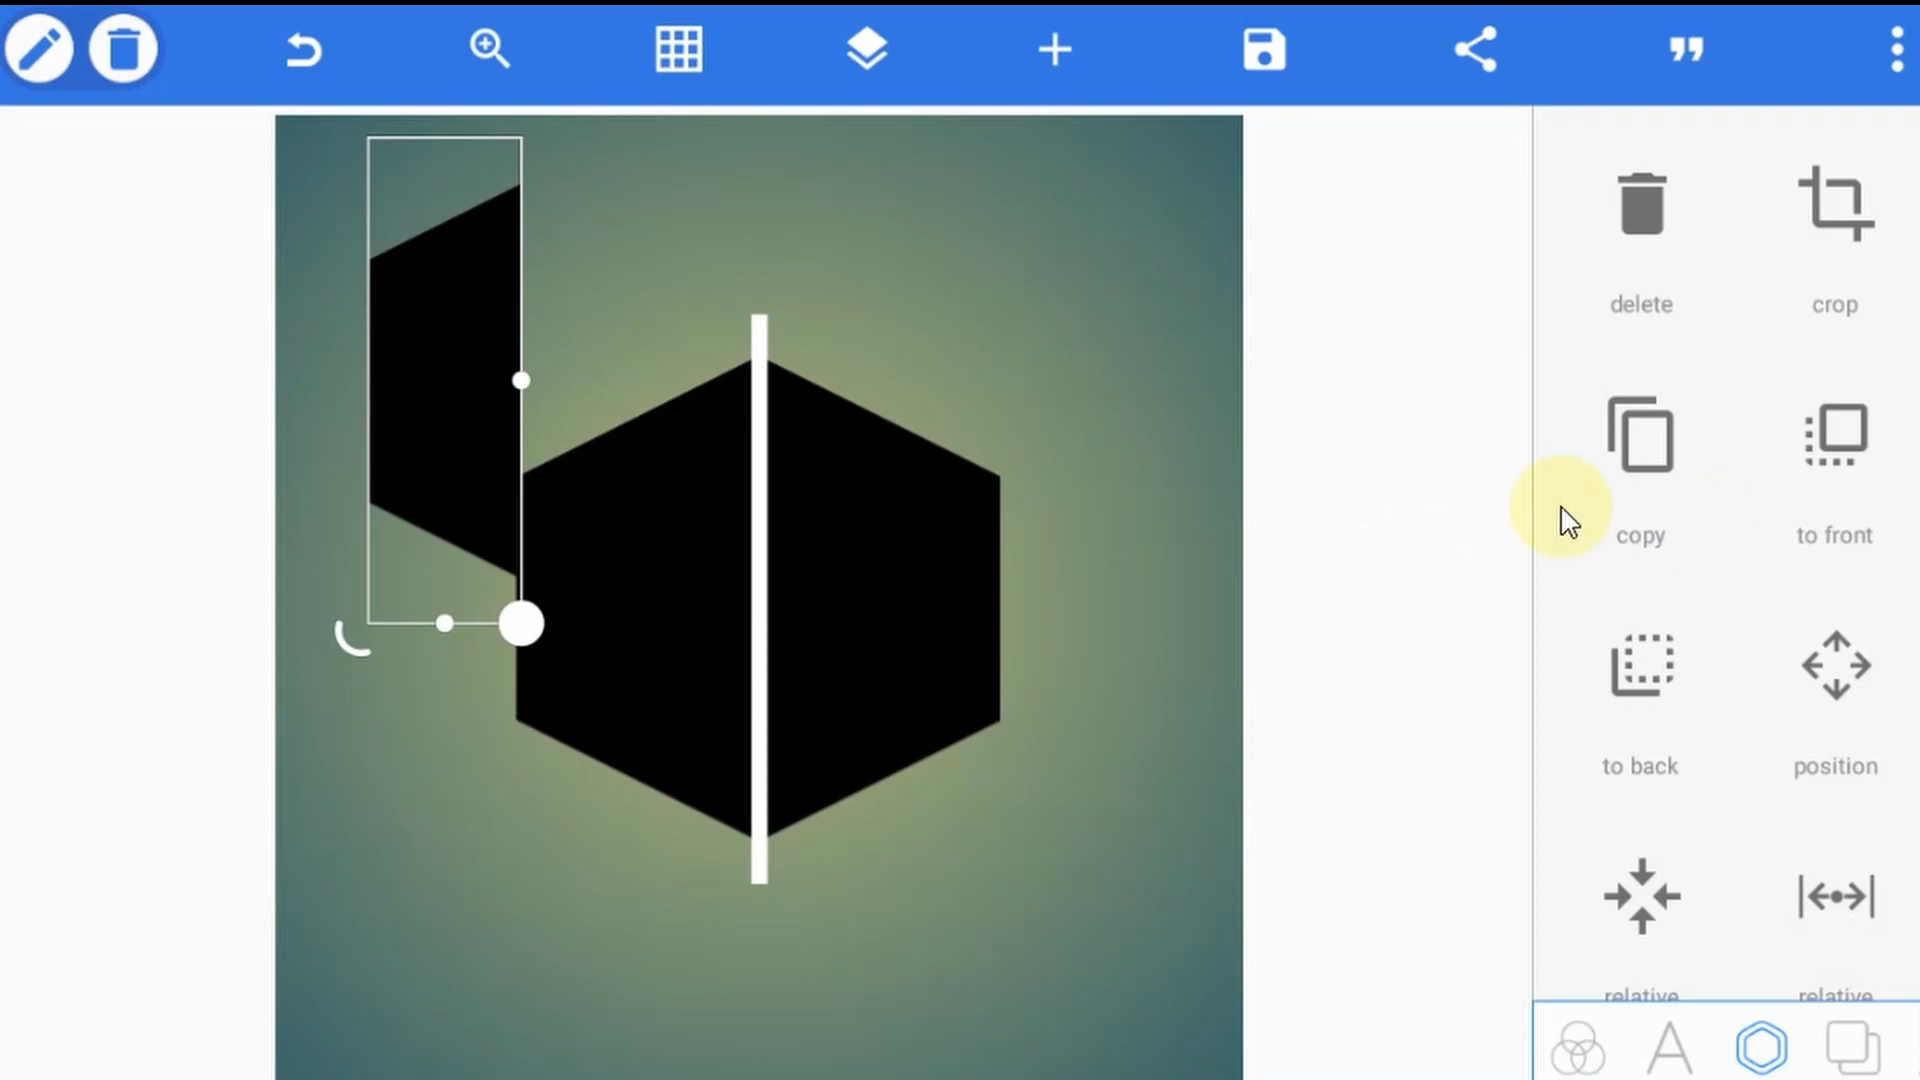 delete
crop
copy
to front
to back
position
relative
relative